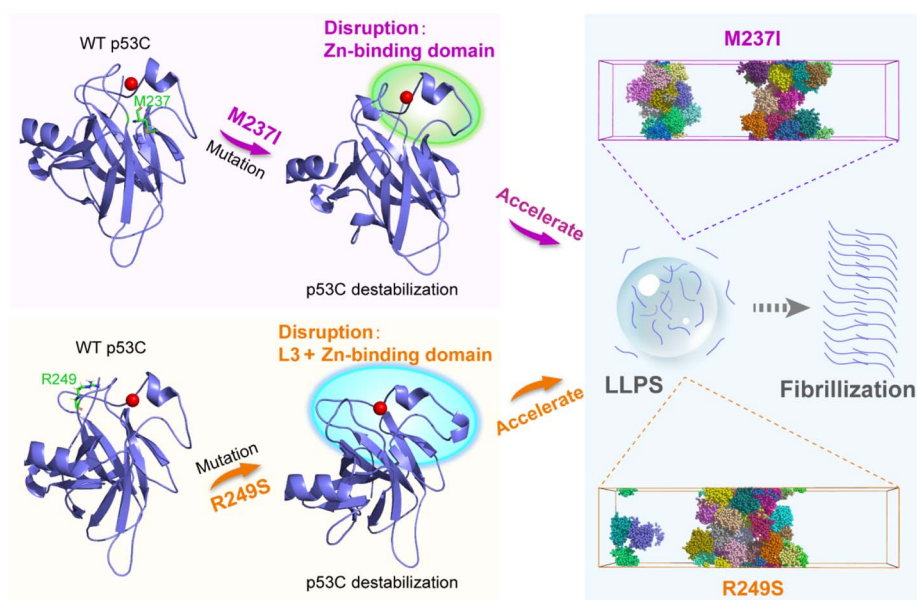 WT p53C
M237
M237I
Mutation
Disruption:
Zn-binding domain
p53C destabilization
Accelerate
WT p53C
R249
Mutation
R249S
Disruption:
L3 + Zn-binding domain
p53C destabilization
Accelerate
M237I
LLPS
Fibrillization
R249S